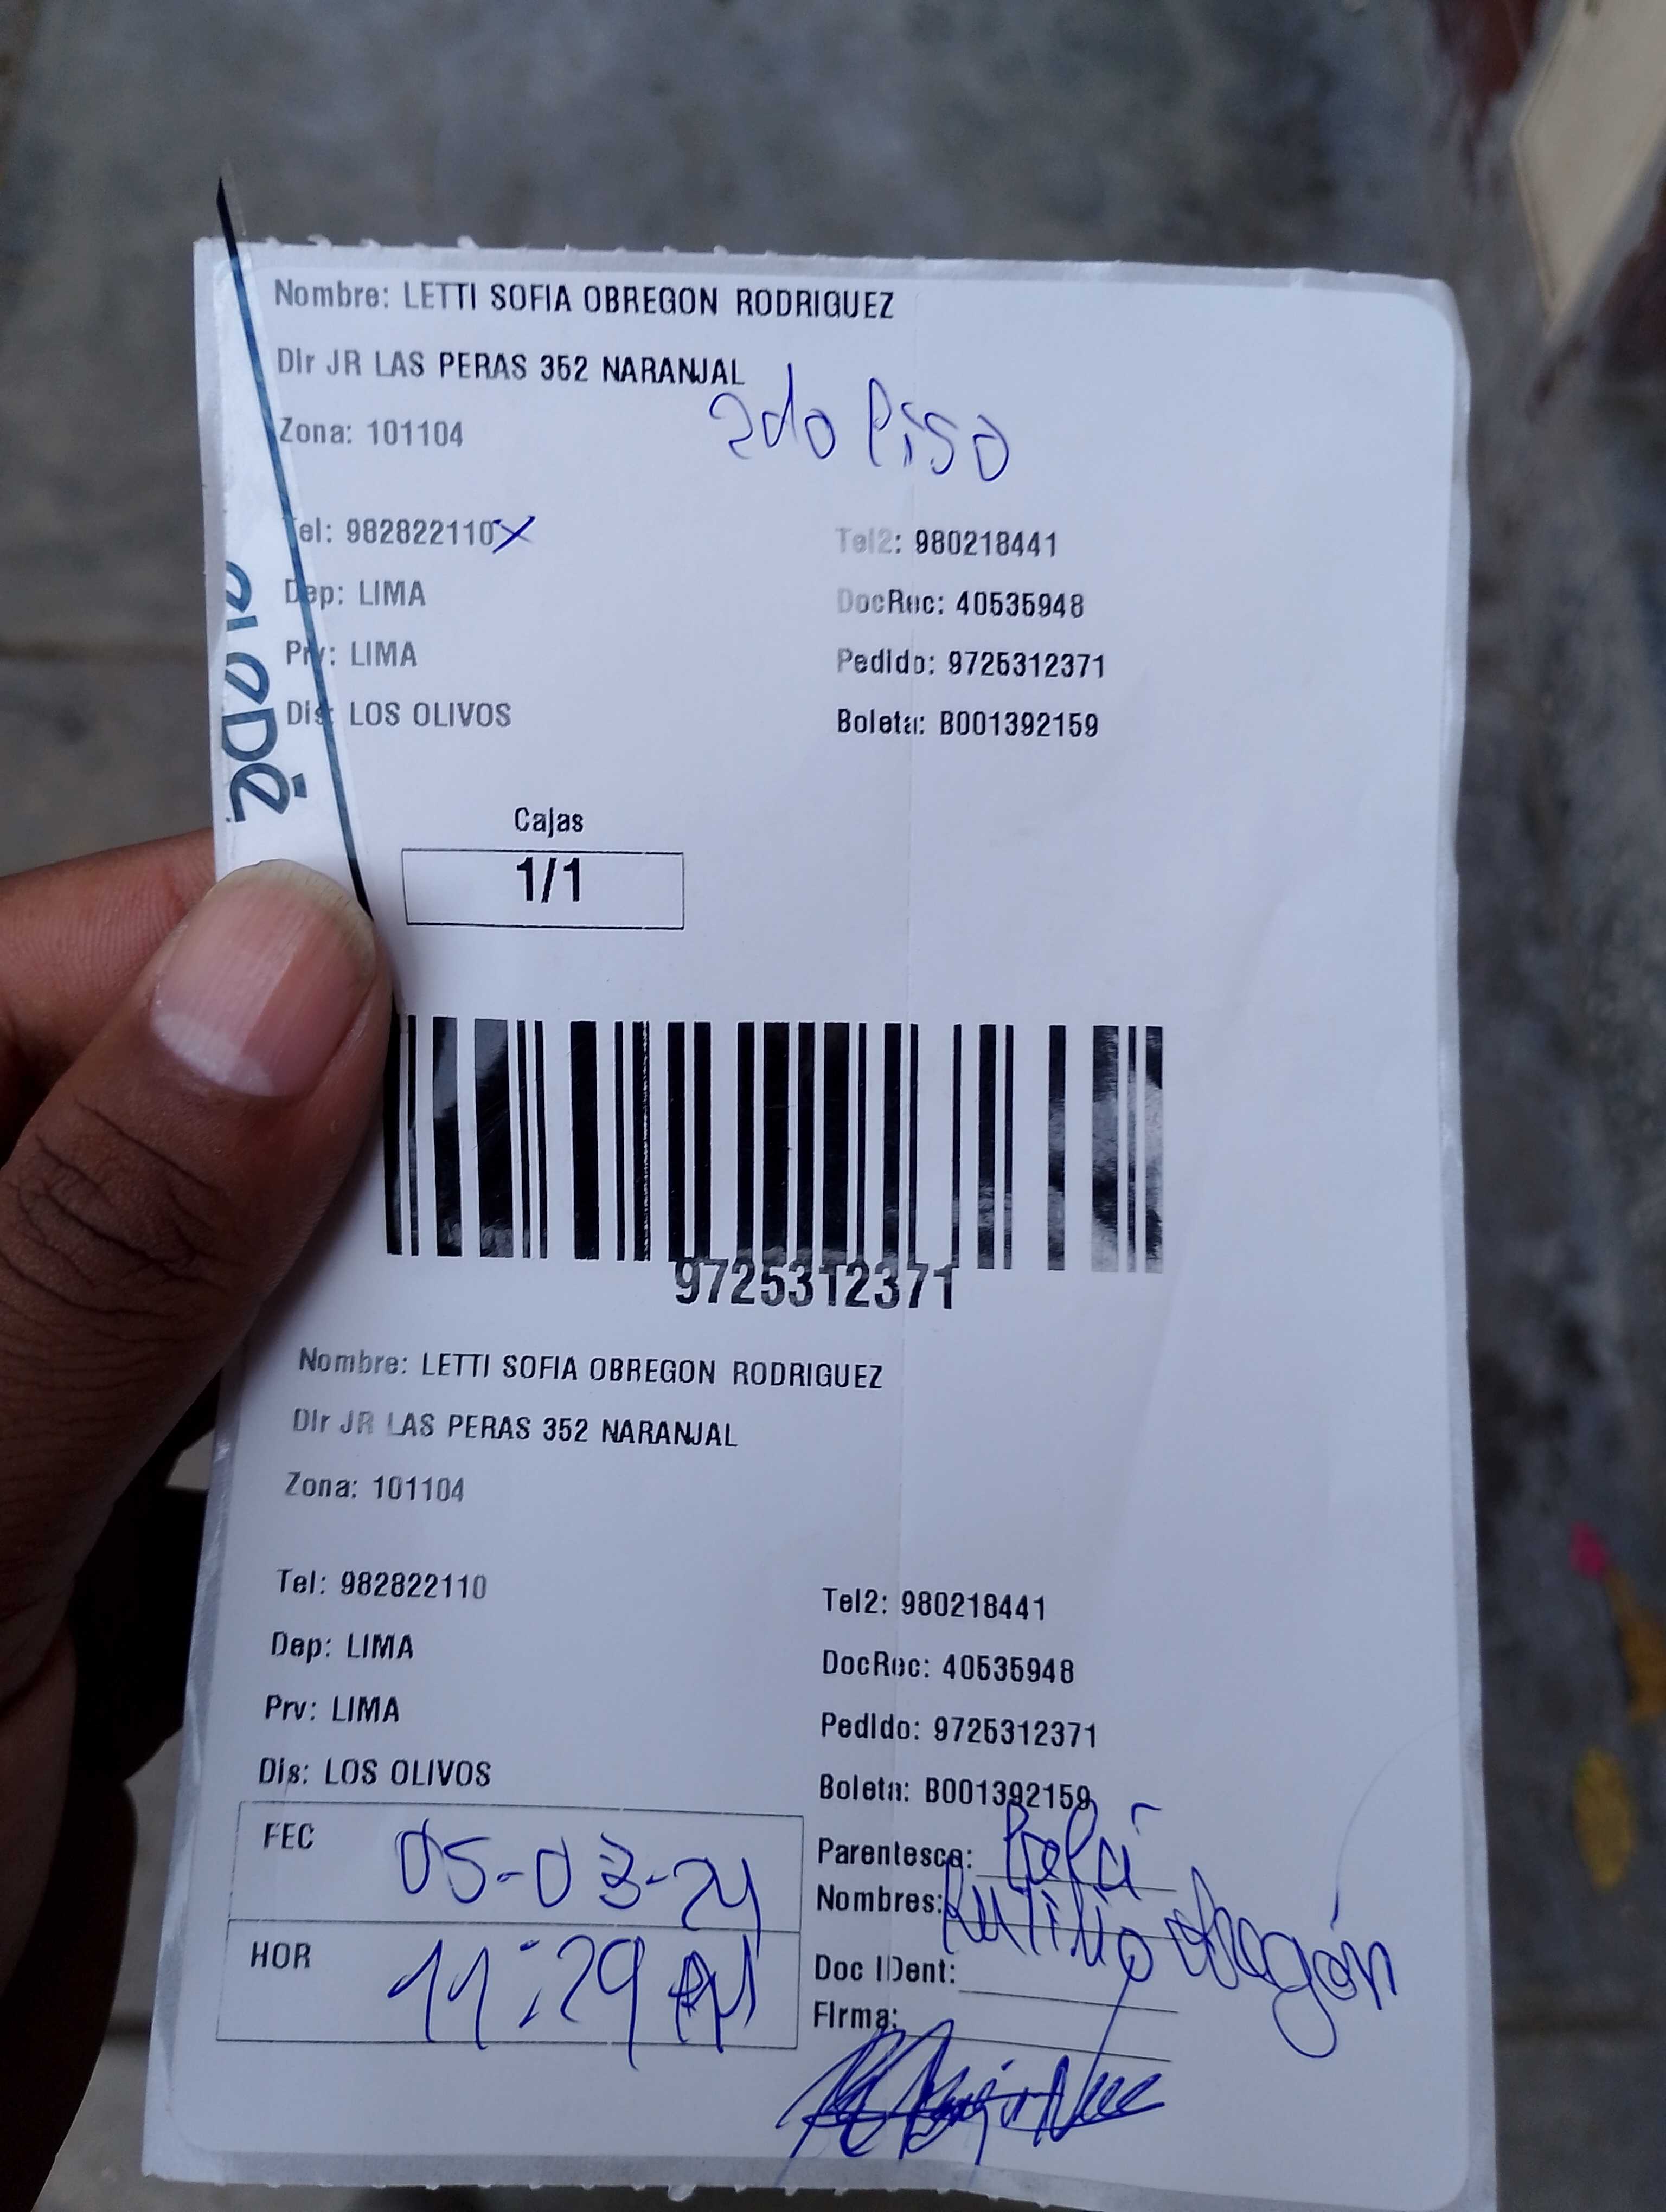 Nombre: LETTI SOFIA OBREGON RODRIGUEZ
Dir JR LAS PERAS 352 NARANJAL
2do Piso
Zona: 101104
Tel: 982822110 X
Tel2: 980218441
Dep: LIMA
DocRec: 40535948
Prv: LIMA
Pedido: 9725312371
Dis: LOS OLIVOS
Boleta: B001392159
Cajas
1/1
9725312371
Nombre: LETTI SOFIA OBREGON RODRIGUEZ
Dir JR LAS PERAS 352 NARANJAL
Zona: 101104
Tel: 982822110
Tel2: 980218441
Dep: LIMA
DocRec: 40535948
Prv: LIMA
Pedido: 9725312371
Dis: LOS OLIVOS
Boleta: B001392159
FEC 05-03-24
Parentesco:
Nombres: Rutilio Obregón
HOR 11:29 AM
Doc IDent:
Firma: